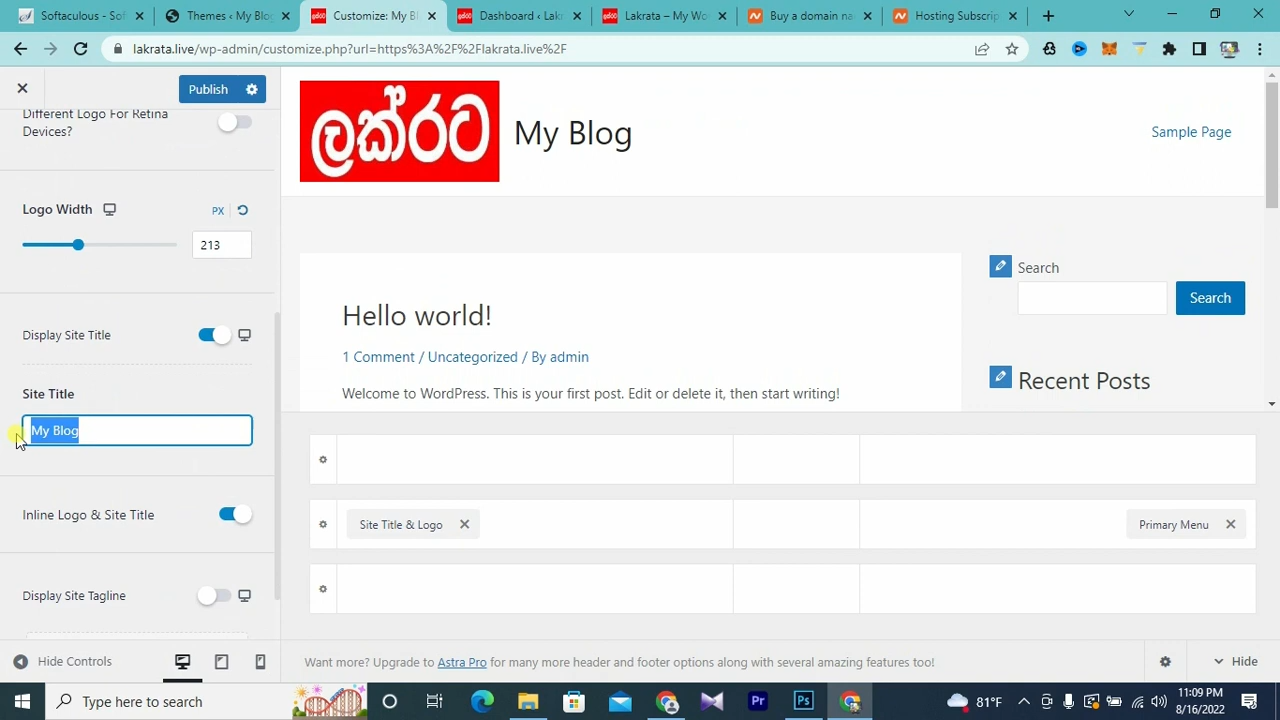 Softaculous - Sof
Themes ‹ My Blo
Customize: My Bl
Dashboard ‹ Lakr
Lakrata – My Wo
Buy a domain na
Hosting Subscrip
lakrata.live/wp-admin/customize.php?url=https%3A%2F%2Flakrata.live%2F
Publish
Different Logo For Retina
Devices?
ලක්රට
My Blog
Sample Page
Logo Width
PX
213
Search
Search
Hello world!
Display Site Title
1 Comment / Uncategorized / By admin
Recent Posts
Site Title
Welcome to WordPress. This is your first post. Edit or delete it, then start writing!
My Blog
Inline Logo & Site Title
Site Title & Logo
Primary Menu
Display Site Tagline
Hide Controls
Want more? Upgrade to Astra Pro for many more header and footer options along with several amazing features too!
Hide
Type here to search
Pr
Ps
81°F
11:09 PM
8/16/2022